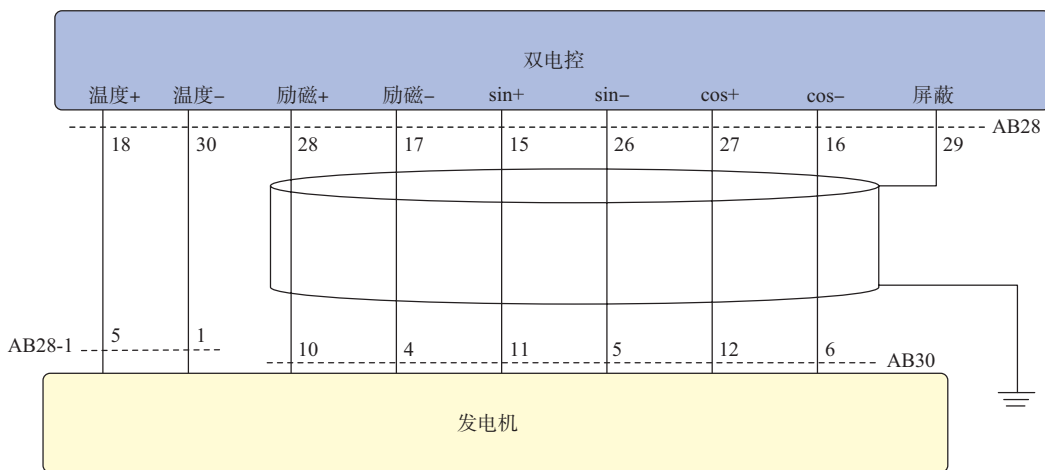 双电控
温度+ 温度- 励磁+ 励磁- sin+ sin- cos+ cos- 屏蔽
AB28
18 30 28 17 15 26 27 16 29
AB28-1 5 1 10 4 11 5 12 6 AB30
发电机